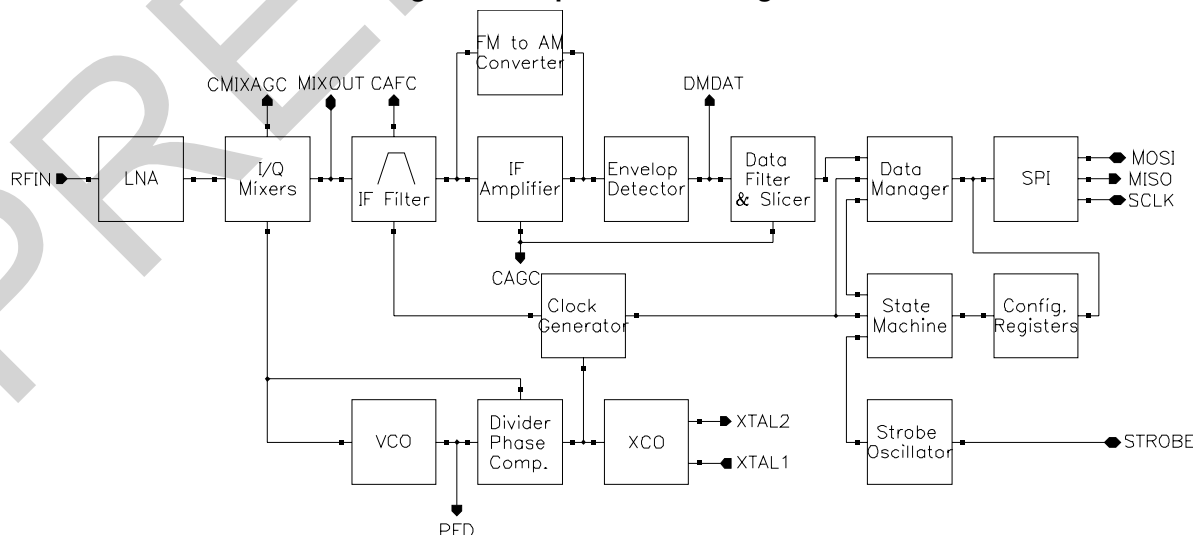 FM to AM
Converter
CMIXAGC
MIXOUT
CAFC
DMDAT
RFIN
LNA
I/Q
Mixers
IF Filter
IF
Amplifier
Envelop
Detector
Data
Filter
& Slicer
Data
Manager
SPI
MOSI
MISO
SCLK
CAGC
Clock
Generator
State
Machine
Config.
Registers
VCO
Divider
Phase
Comp.
XCO
XTAL2
XTAL1
Strobe
Oscillator
STROBE
PFD